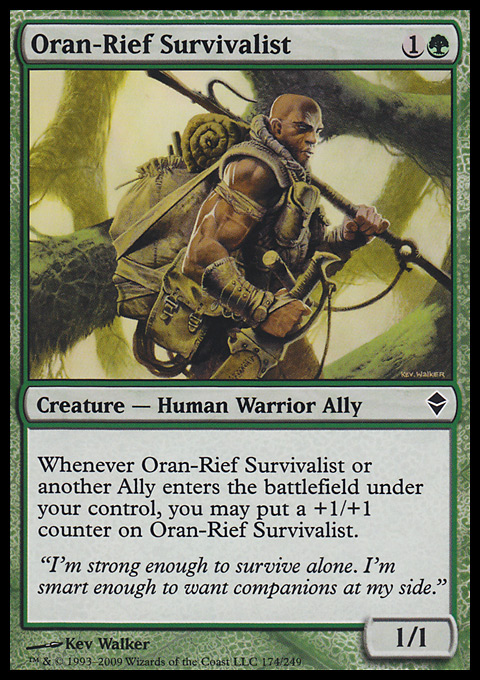 Oran-Rief Survivalist 1
KEV. WALKER
Creature — Human Warrior Ally
Whenever Oran-Rief Survivalist or
another Ally enters the battlefield under
your control, you may put a +1/+1
counter on Oran-Rief Survivalist.
“I’m strong enough to survive alone. I’m
smart enough to want companions at my side.”
Kev Walker
1/1
™ & © 1993–2009 Wizards of the Coast LLC 174/249